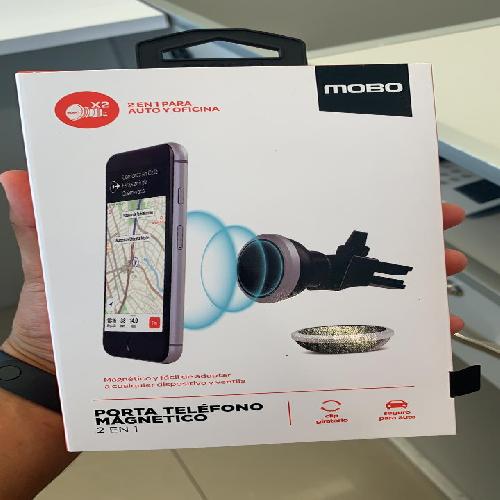 MOBO
X2
2 EN 1 PARA
AUTO Y OFICINA
Magnético y fácil de adaptar
a cualquier dispositivo y ventila
PORTA TELÉFONO
MAGNÉTICO
2 EN 1
clip
giratorio
seguro
para auto